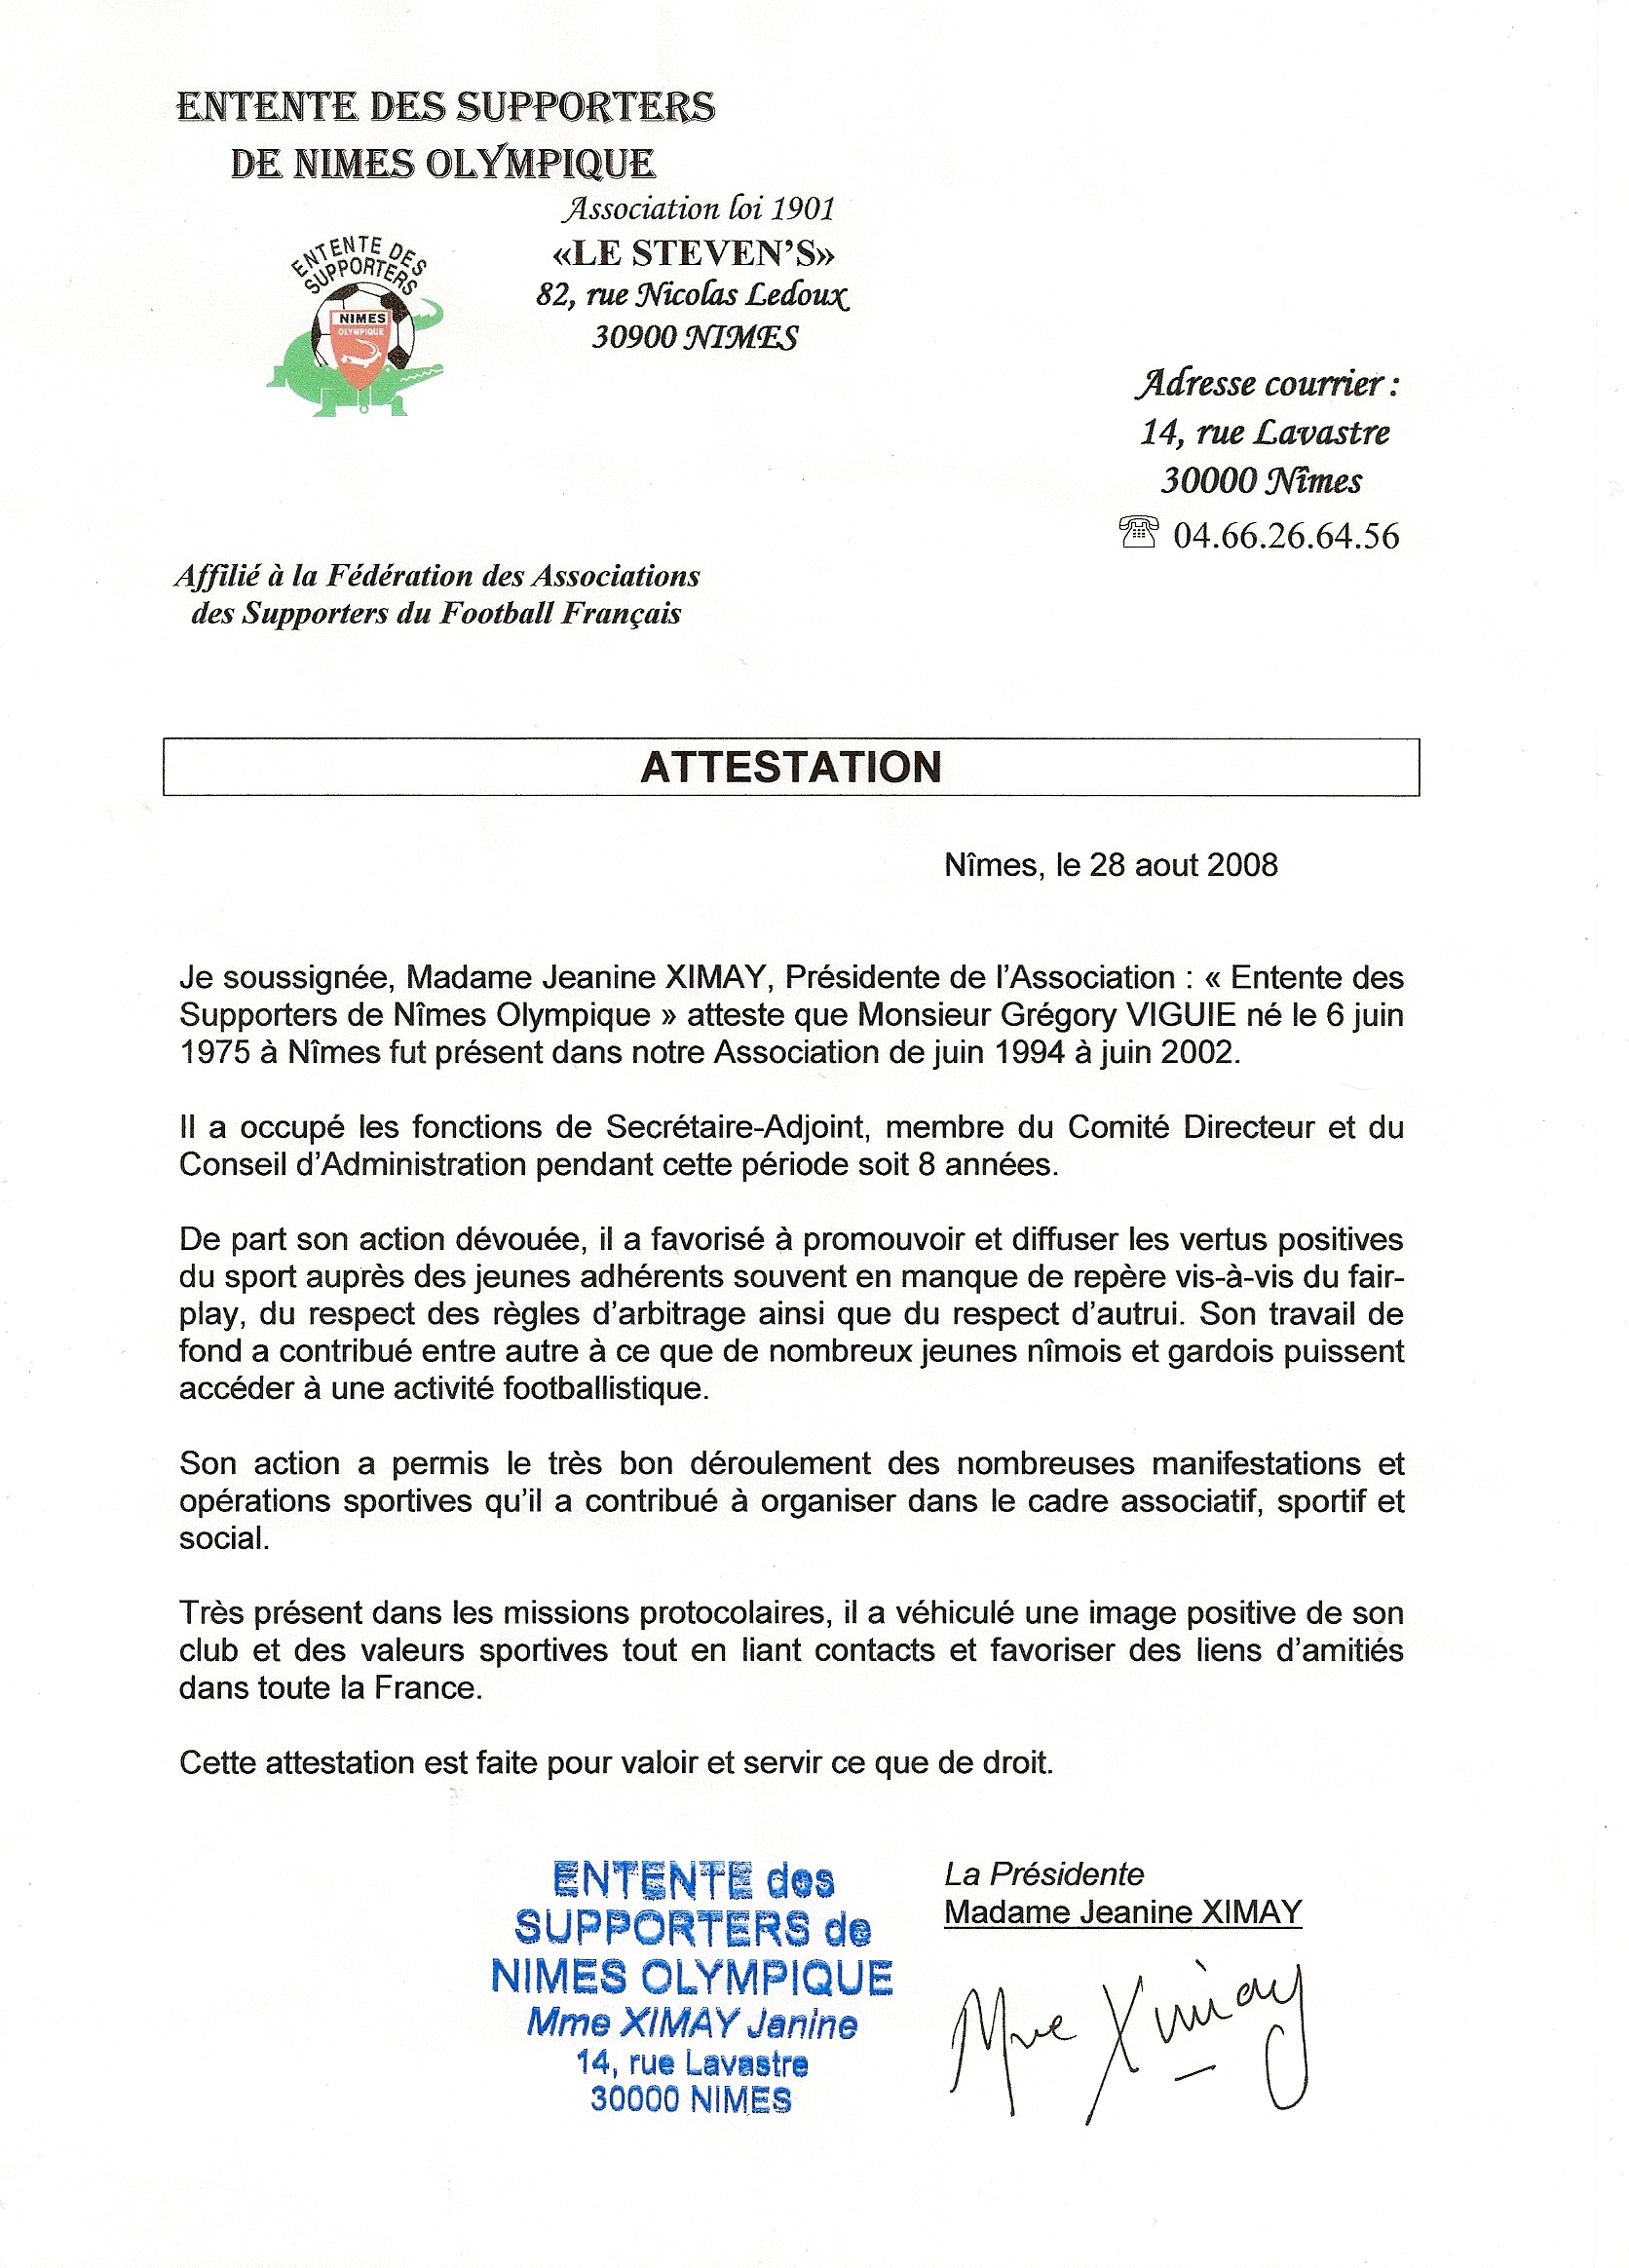 ENTENTE DES SUPPORTERS
DE NIMES OLYMPIQUE
Association loi 1901
«LE STEVEN'S»
82, rue Nicolas Ledoux
30900 NIMES
ENTENTE DES
SUPPORTERS
NIMES
OLYMPIQUE
Adresse courrier :
14, rue Lavastre
30000 Nîmes
☏ 04.66.26.64.56
Affilié à la Fédération des Associations
des Supporters du Football Français
ATTESTATION
Nîmes, le 28 aout 2008
Je soussignée, Madame Jeanine XIMAY, Présidente de l'Association : « Entente des
Supporters de Nîmes Olympique » atteste que Monsieur Grégory VIGUIE né le 6 juin
1975 à Nîmes fut présent dans notre Association de juin 1994 à juin 2002.
Il a occupé les fonctions de Secrétaire-Adjoint, membre du Comité Directeur et du
Conseil d'Administration pendant cette période soit 8 années.
De part son action dévouée, il a favorisé à promouvoir et diffuser les vertus positives
du sport auprès des jeunes adhérents souvent en manque de repère vis-à-vis du fair-
play, du respect des règles d'arbitrage ainsi que du respect d'autrui. Son travail de
fond a contribué entre autre à ce que de nombreux jeunes nîmois et gardois puissent
accéder à une activité footballistique.
Son action a permis le très bon déroulement des nombreuses manifestations et
opérations sportives qu'il a contribué à organiser dans le cadre associatif, sportif et
social.
Très présent dans les missions protocolaires, il a véhiculé une image positive de son
club et des valeurs sportives tout en liant contacts et favoriser des liens d'amitiés
dans toute la France.
Cette attestation est faite pour valoir et servir ce que de droit.
ENTENTE des
SUPPORTERS de
NIMES OLYMPIQUE
Mme XIMAY Janine
14, rue Lavastre
30000 NIMES
La Présidente
Madame Jeanine XIMAY
Mme Ximay